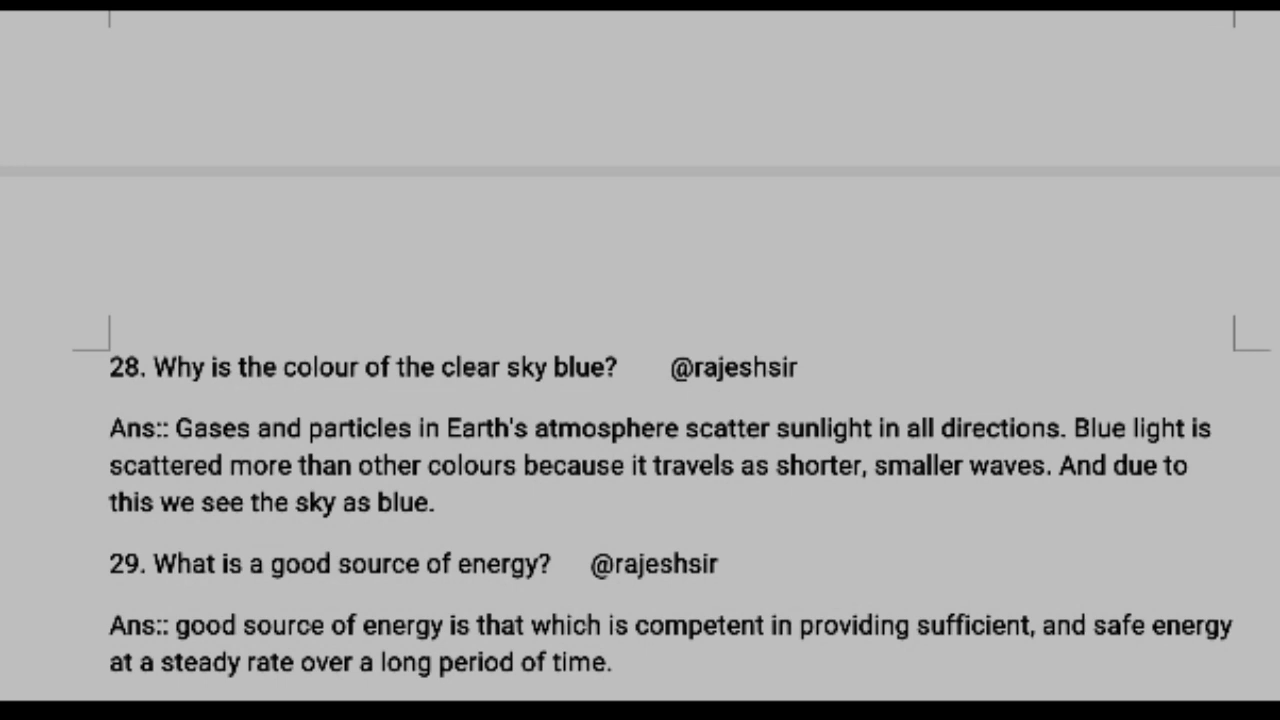 28. Why is the colour of the clear sky blue? @rajeshsir
Ans:: Gases and particles in Earth's atmosphere scatter sunlight in all directions. Blue light is
scattered more than other colours because it travels as shorter, smaller waves. And due to
this we see the sky as blue.
29. What is a good source of energy? @rajeshsir
Ans:: good source of energy is that which is competent in providing sufficient, and safe energy
at a steady rate over a long period of time.